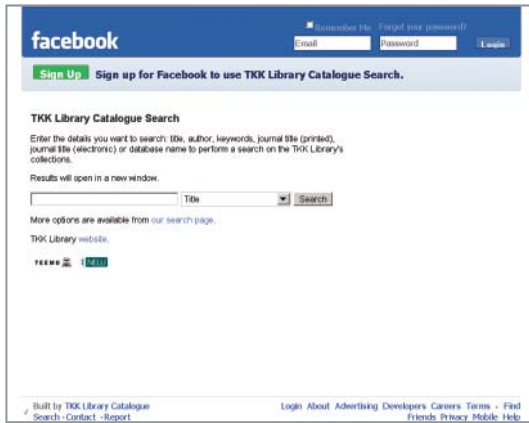 Remember Me Forgot your password?
facebook Email Password Login
Sign Up Sign up for Facebook to use TKK Library Catalogue Search.
TKK Library Catalogue Search
Enter the details you want to search: title, author, keywords, journal title (printed),
journal title (electronic) or database name to perform a search on the TKK Library's
collections.
Results will open in a new window.
Title Search
More options are available from our search page.
TKK Library website.
TEEMU NELLI
Built by TKK Library Catalogue
Search - Contact - Report
Login About Advertising Developers Careers Terms - Find
Friends Privacy Mobile Help